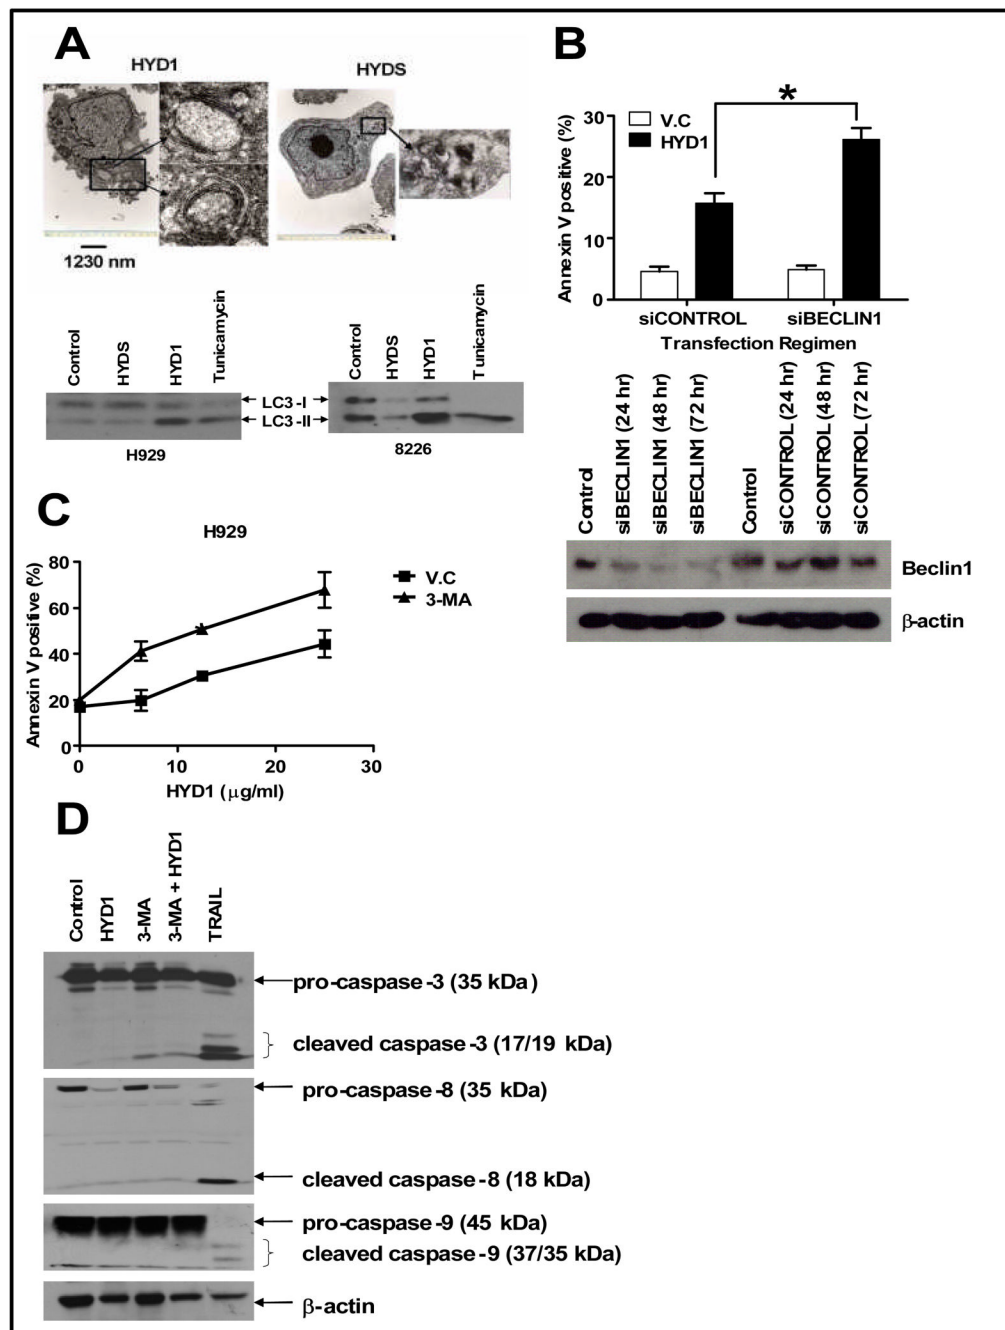 A
HYD1
HYDS
1230 nm
Control
HYDS
HYD1
Tunicamycin
Control
HYDS
HYD1
Tunicamycin
LC3-I
LC3-II
H929
8226
B
*
V.C
HYD1
Annexin V positive (%)
30
20
10
0
siCONTROL
siBECLIN1
Transfection Regimen
Control
siBECLIN1 (24 hr)
siBECLIN1 (48 hr)
siBECLIN1 (72 hr)
Control
siCONTROL (24 hr)
siCONTROL (48 hr)
siCONTROL (72 hr)
Beclin1
β-actin
C
H929
Annexin V positive (%)
80
60
40
20
0
0 10 20 30
HYD1 (μg/ml)
V.C
3-MA
D
Control
HYD1
3-MA
3-MA + HYD1
TRAIL
pro-caspase-3 (35 kDa)
cleaved caspase-3 (17/19 kDa)
pro-caspase-8 (35 kDa)
cleaved caspase-8 (18 kDa)
pro-caspase-9 (45 kDa)
cleaved caspase-9 (37/35 kDa)
β-actin